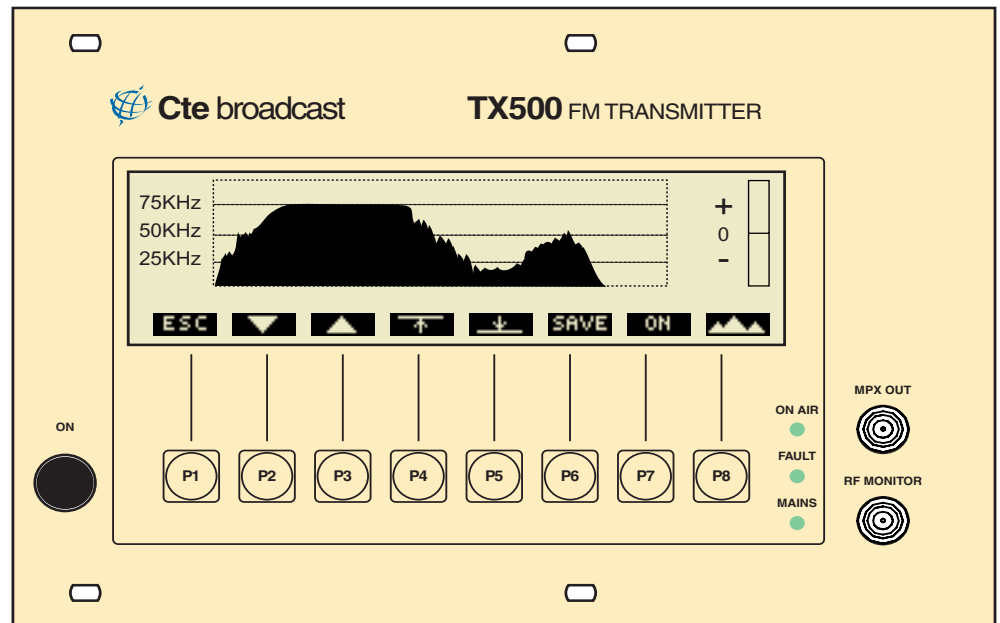 Cte broadcast
TX500 FM TRANSMITTER
75KHz
50KHz
25KHz
+
0
-
ESC
SAVE
ON
ON
P1
P2
P3
P4
P5
P6
P7
P8
ON AIR
FAULT
MAINS
MPX OUT
RF MONITOR